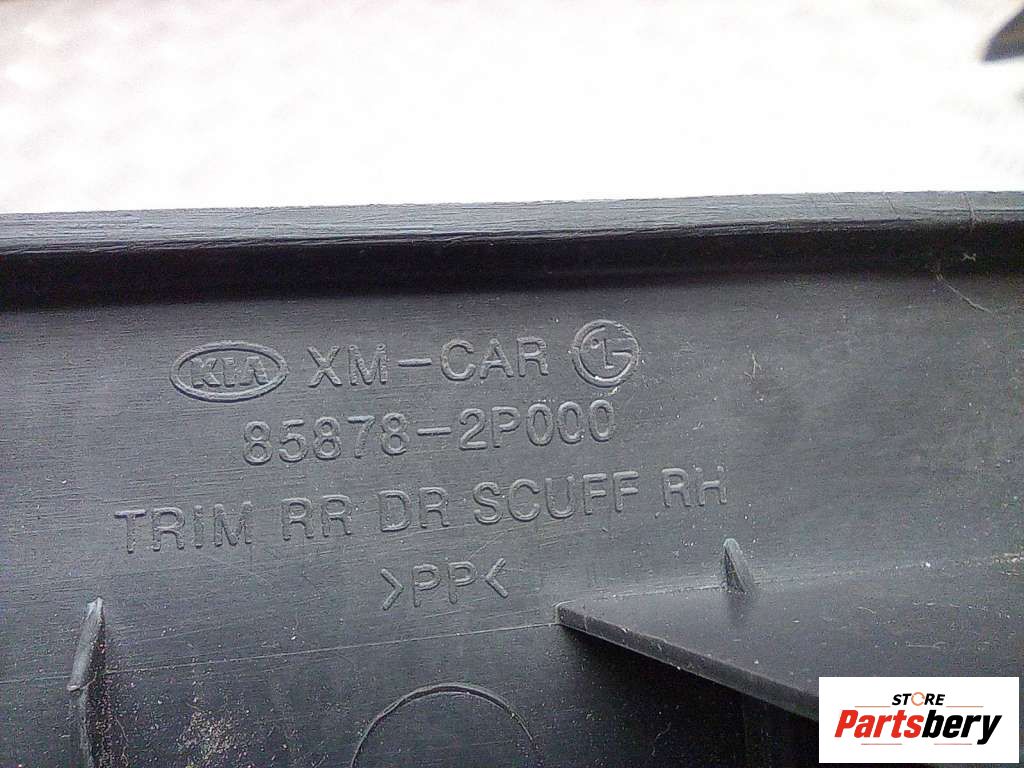 KIA XM-CAR LG
85878-2P000
TRIM RR DR SCUFF RH
>PP<
STORE
Partsbery